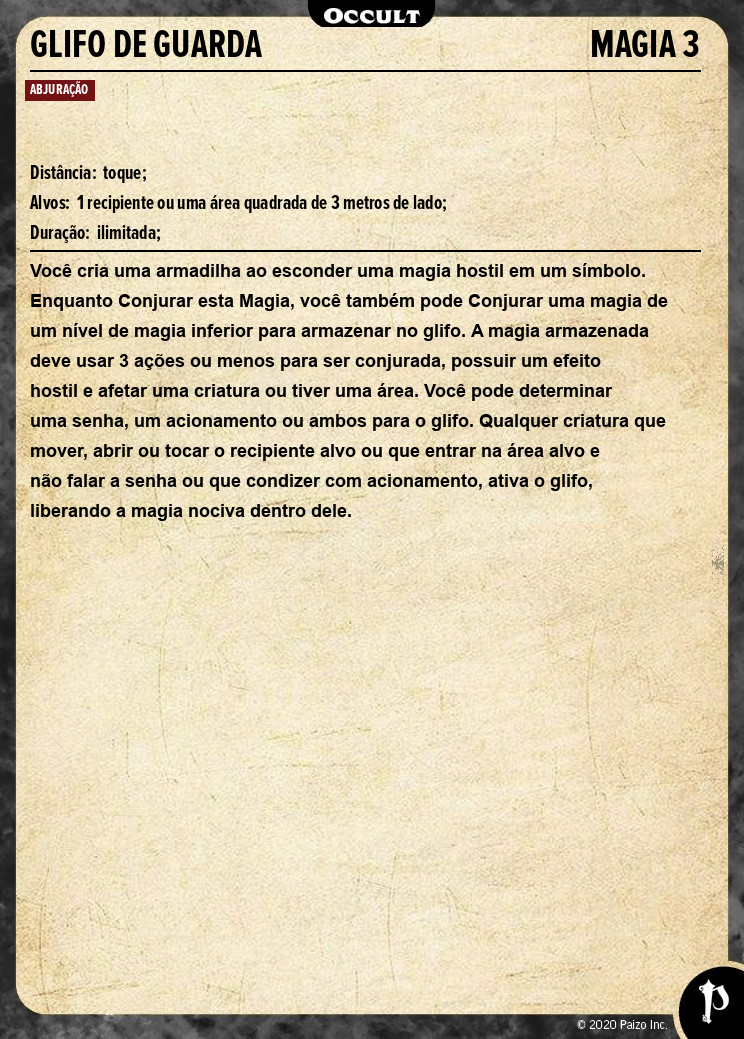 Occult
GLIFO DE GUARDA MAGIA 3
ABJURAÇÃO
Distância: toque;
Alvos: 1 recipiente ou uma área quadrada de 3 metros de lado;
Duração: ilimitada;
Você cria uma armadilha ao esconder uma magia hostil em um símbolo.
Enquanto Conjurar esta Magia, você também pode Conjurar uma magia de
um nível de magia inferior para armazenar no glifo. A magia armazenada
deve usar 3 ações ou menos para ser conjurada, possuir um efeito
hostil e afetar uma criatura ou tiver uma área. Você pode determinar
uma senha, um acionamento ou ambos para o glifo. Qualquer criatura que
mover, abrir ou tocar o recipiente alvo ou que entrar na área alvo e
não falar a senha ou que condizer com acionamento, ativa o glifo,
liberando a magia nociva dentro dele.
© 2020 Paizo Inc.
P